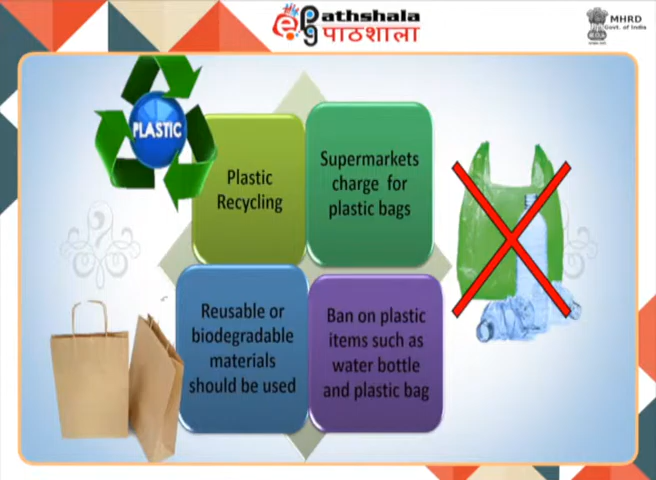 Pathshala
पाठशाला
MHRD
Govt. of India
PLASTIC
Plastic
Recycling
Supermarkets
charge for
plastic bags
Reusable or
biodegradable
materials
should be used
Ban on plastic
items such as
water bottle
and plastic bag